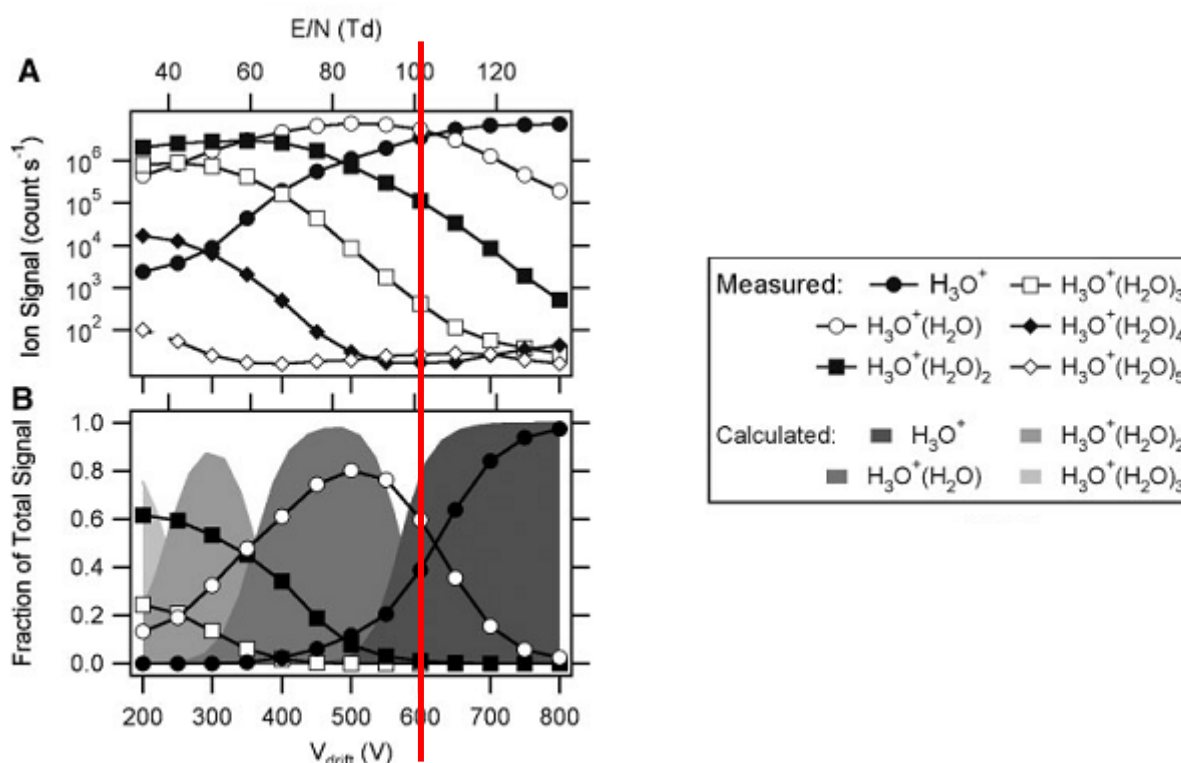 E/N (Td)
A
40 60 80 100 120
Ion Signal (count s⁻¹)
10⁶
10⁵
10⁴
10³
10²
B
Fraction of Total Signal
1.0
0.8
0.6
0.4
0.2
0.0
200 300 400 500 600 700 800
V_drift (V)
Measured: H₃O⁺ H₃O⁺(H₂O)₃
H₃O⁺(H₂O) H₃O⁺(H₂O)₄
H₃O⁺(H₂O)₂ H₃O⁺(H₂O)₅
Calculated: H₃O⁺ H₃O⁺(H₂O)₂
H₃O⁺(H₂O) H₃O⁺(H₂O)₃